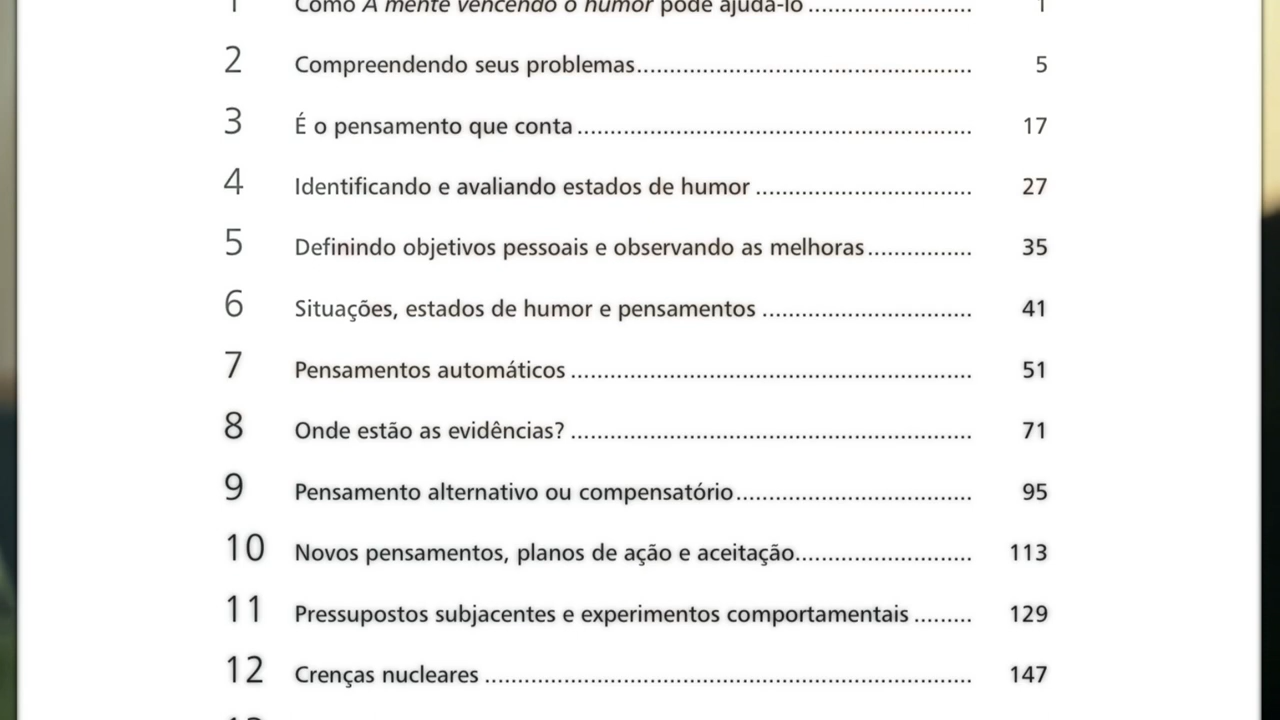 1 Como A mente vencendo o humor pode ajudá-lo ......................... 1
2 Compreendendo seus problemas................................................... 5
3 É o pensamento que conta ............................................................ 17
4 Identificando e avaliando estados de humor ................................. 27
5 Definindo objetivos pessoais e observando as melhoras................ 35
6 Situações, estados de humor e pensamentos ................................ 41
7 Pensamentos automáticos ............................................................. 51
8 Onde estão as evidências? ............................................................. 71
9 Pensamento alternativo ou compensatório.................................... 95
10 Novos pensamentos, planos de ação e aceitação........................... 113
11 Pressupostos subjacentes e experimentos comportamentais ......... 129
12 Crenças nucleares .......................................................................... 147